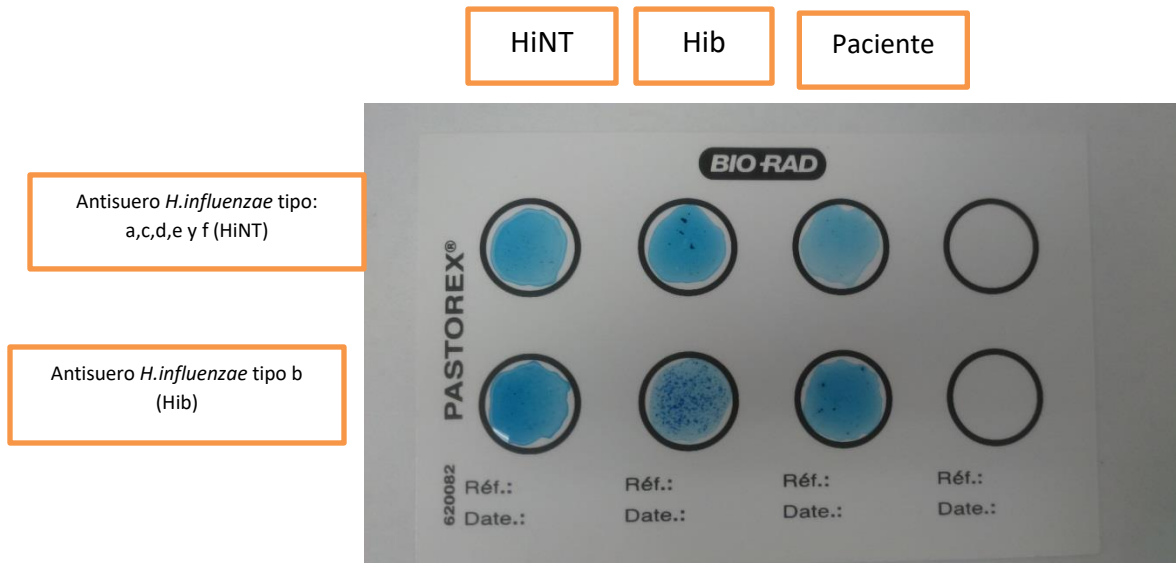 HiNT
Hib
Paciente
Antisuero H.influenzae tipo:
a,c,d,e y f (HiNT)
Antisuero H.influenzae tipo b
(Hib)
BIO-RAD
PASTOREX®
620082
Réf.:
Réf.:
Réf.:
Réf.:
Date.:
Date.:
Date.:
Date.: